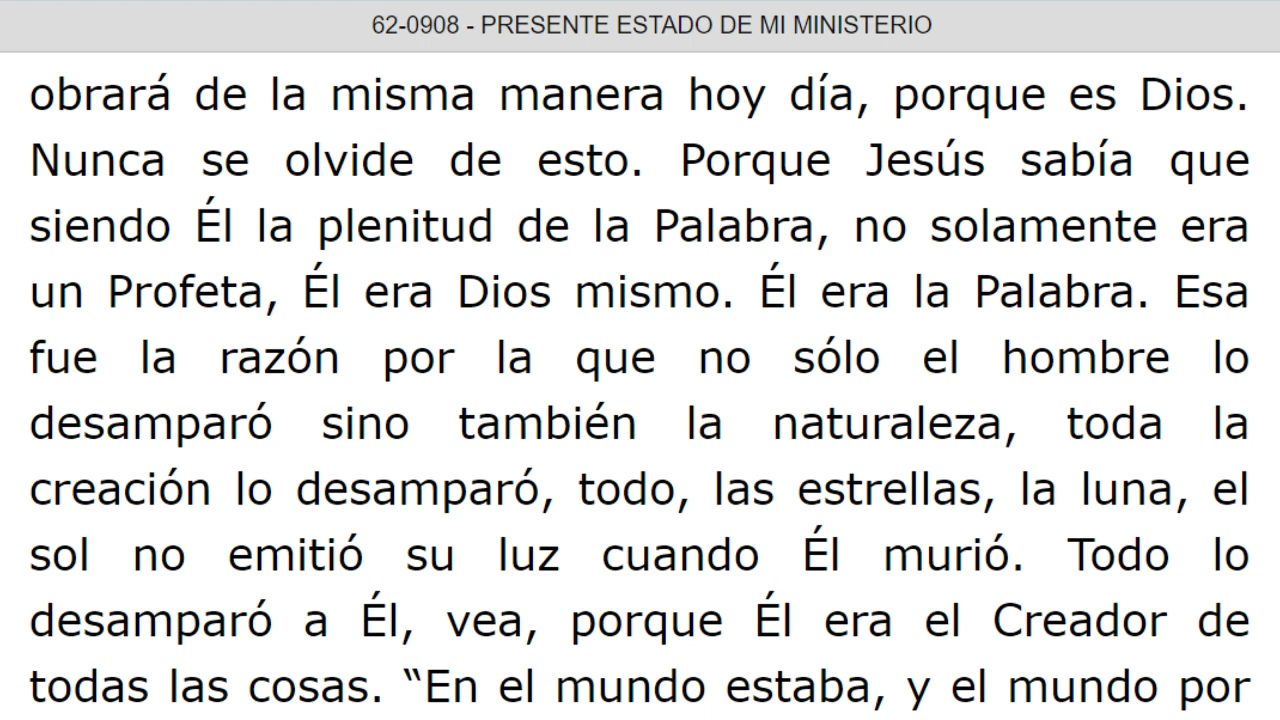 62-0908 - PRESENTE ESTADO DE MI MINISTERIO
obrará de la misma manera hoy día, porque es Dios.
Nunca se olvide de esto. Porque Jesús sabía que
siendo Él la plenitud de la Palabra, no solamente era
un Profeta, Él era Dios mismo. Él era la Palabra. Esa
fue la razón por la que no sólo el hombre lo
desamparó sino también la naturaleza, toda la
creación lo desamparó, todo, las estrellas, la luna, el
sol no emitió su luz cuando Él murió. Todo lo
desamparó a Él, vea, porque Él era el Creador de
todas las cosas. “En el mundo estaba, y el mundo por